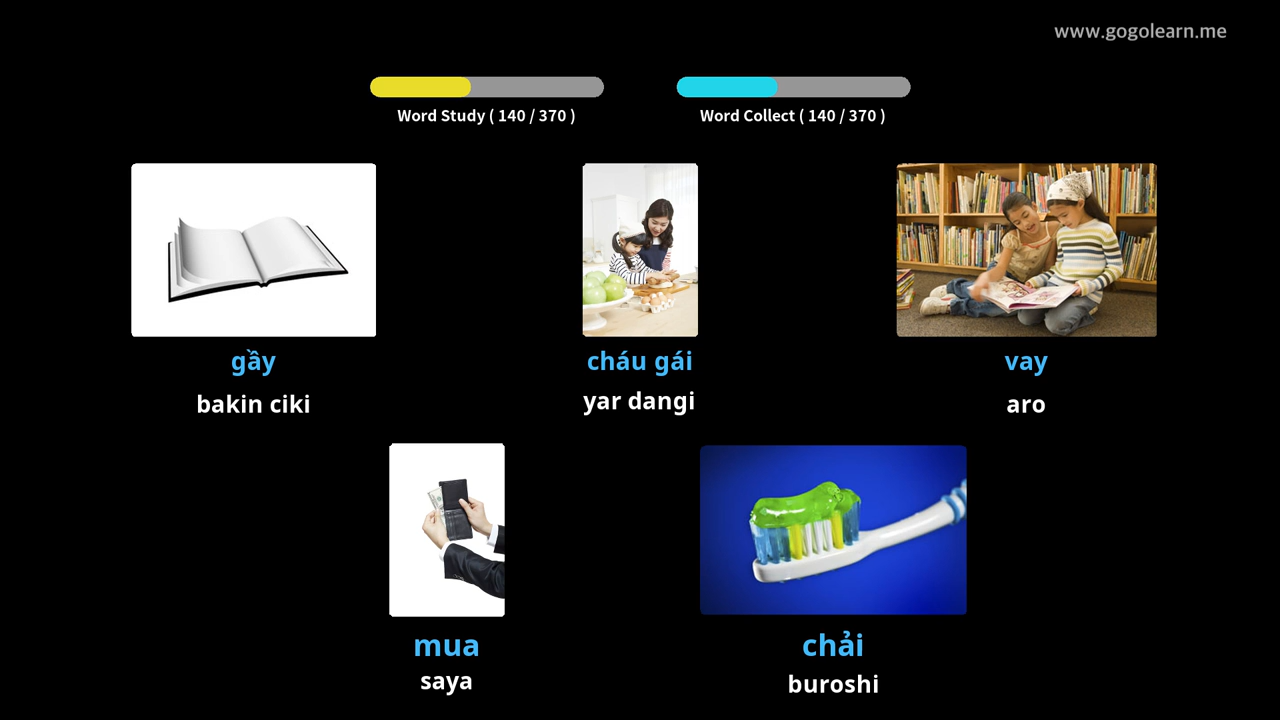 www.gogolearn.me
Word Study ( 140 / 370 )
Word Collect ( 140 / 370 )
gầy
cháu gái
vay
bakin ciki
yar dangi
aro
mua
chải
saya
buroshi